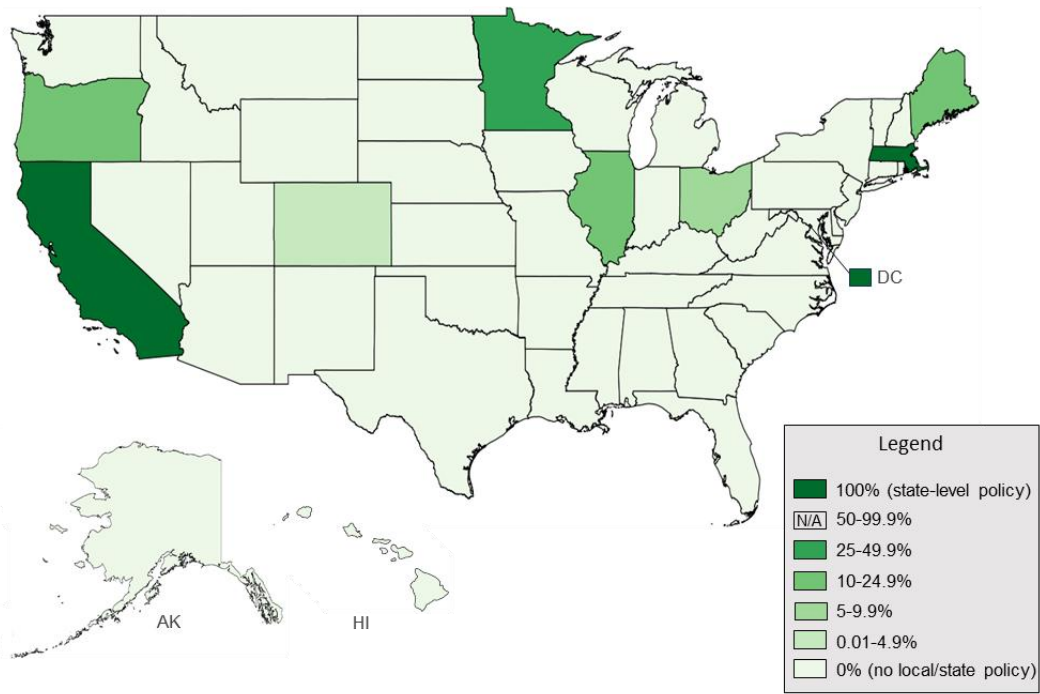 DC
Legend
100% (state-level policy)
N/A 50-99.9%
25-49.9%
10-24.9%
5-9.9%
0.01-4.9%
0% (no local/state policy)
AK
HI